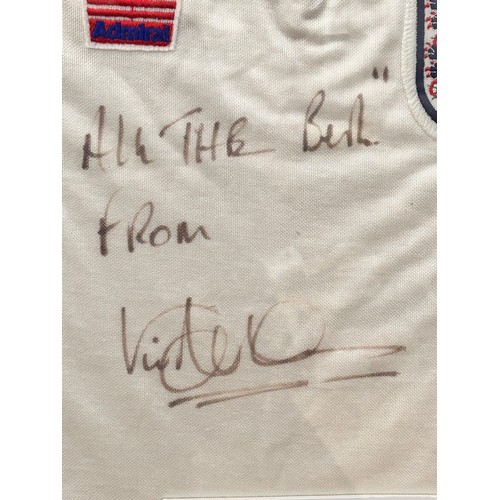 Admiral
All THE Best"
FROM